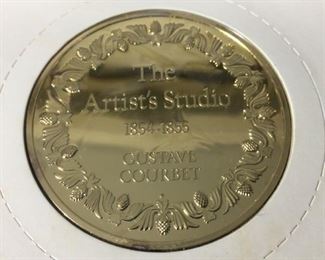 The
Artist's Studio
1854-1855
GUSTAVE
COURBET